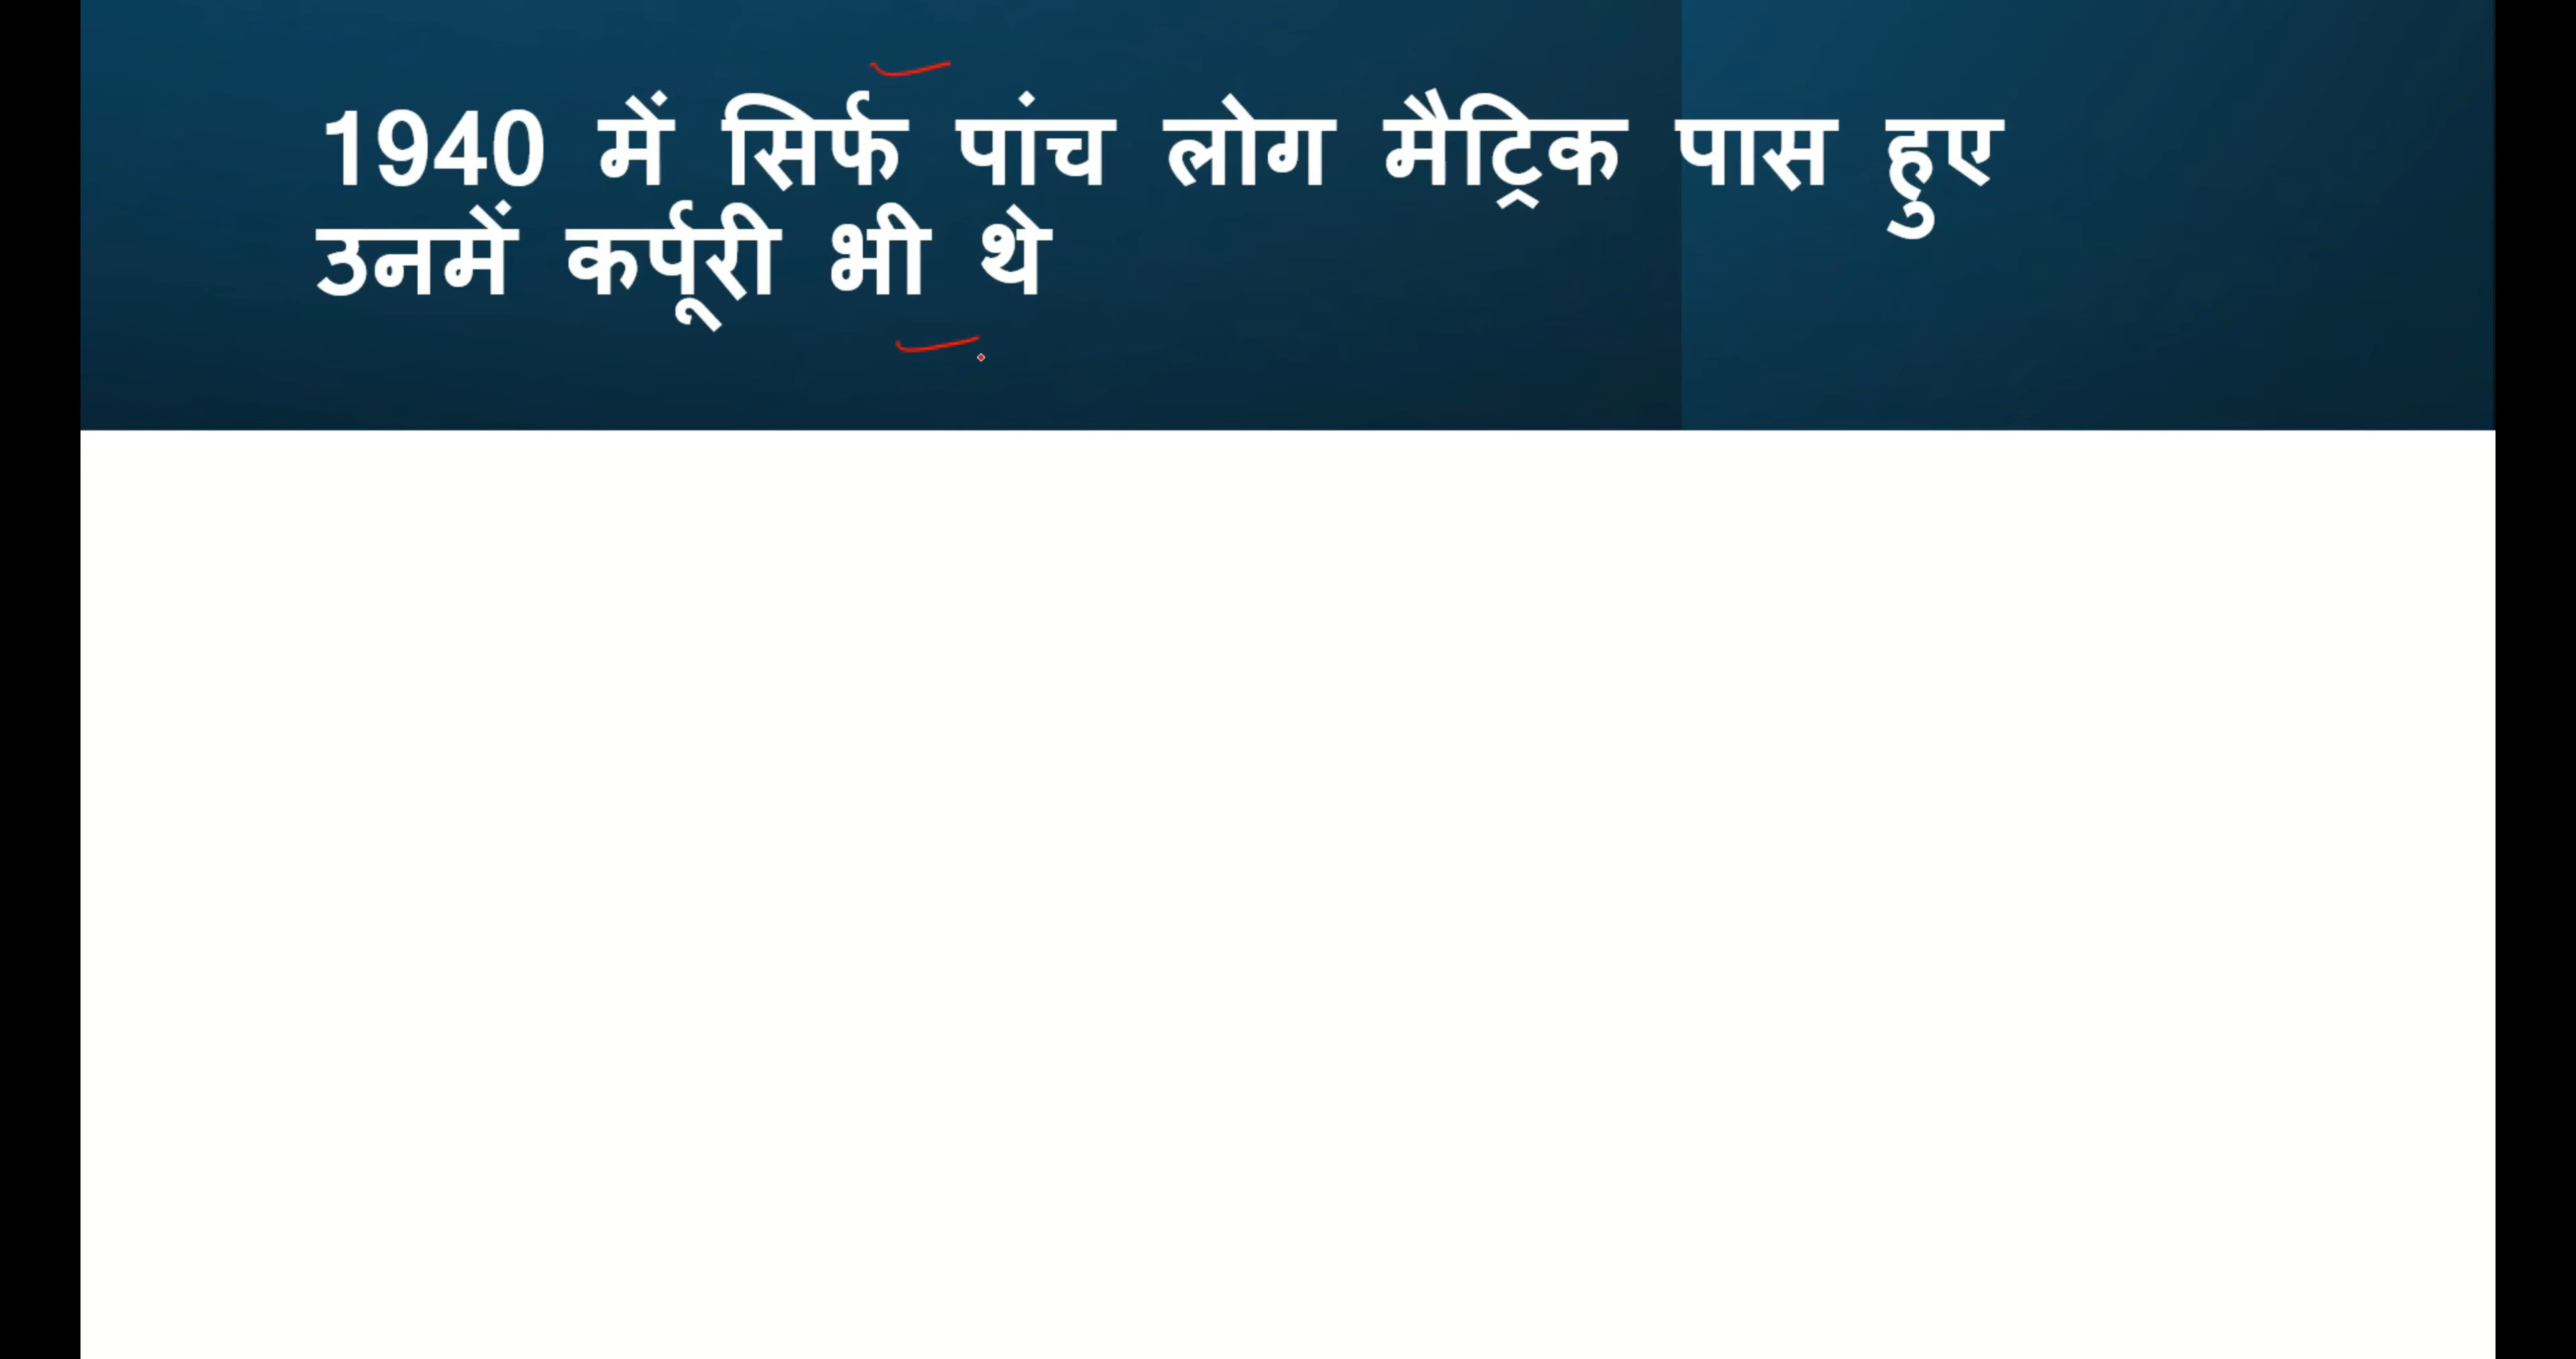 1940 में सिर्फ पांच लोग मैट्रिक पास हुए
उनमें कर्पूरी भी थे